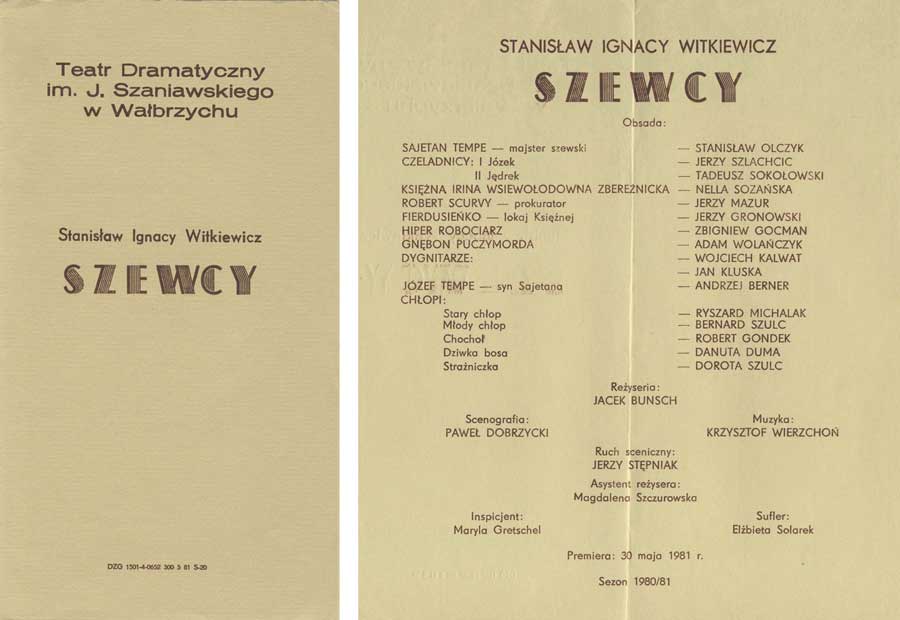 Teatr Dramatyczny
im. J. Szaniawskiego
w Wałbrzychu
Stanisław Ignacy Witkiewicz
SZEWCY
DZG 1501-4-0652 300 5 81 S-20
STANISŁAW IGNACY WITKIEWICZ
SZEWCY
Obsada:
SAJETAN TEMPE — majster szewski — STANISŁAW OLCZYK
CZELADNICY: I Józek — JERZY SZLACHCIC
II Jędrek — TADEUSZ SOKOŁOWSKI
KSIĘŻNA IRINA WSIEWOŁODOWNA ZBEREŹNICKA — NELLA SOZAŃSKA
ROBERT SCURVY — prokurator — JERZY MAZUR
FIERDUSIEŃKO — lokaj Księżnej — JERZY GRONOWSKI
HIPER ROBOCIARZ — ZBIGNIEW GOCMAN
GNĘBON PUCZYMORDA — ADAM WOLAŃCZYK
DYGNITARZE: — WOJCIECH KALWAT
— JAN KLUSKA
JÓZEF TEMPE — syn Sajetana — ANDRZEJ BERNER
CHŁOPI:
Stary chłop — RYSZARD MICHALAK
Młody chłop — BERNARD SZULC
Chochoł — ROBERT GONDEK
Dziwka bosa — DANUTA DUMA
Strażniczka — DOROTA SZULC
Reżyseria:
JACEK BUNSCH
Scenografia: Muzyka:
PAWEŁ DOBRZYCKI KRZYSZTOF WIERZCHOŃ
Ruch sceniczny:
JERZY STĘPNIAK
Asystent reżysera:
Magdalena Szczurowska
Inspicjent: Sufler:
Maryla Gretschel Elżbieta Solarek
Premiera: 30 maja 1981 r.
Sezon 1980/81